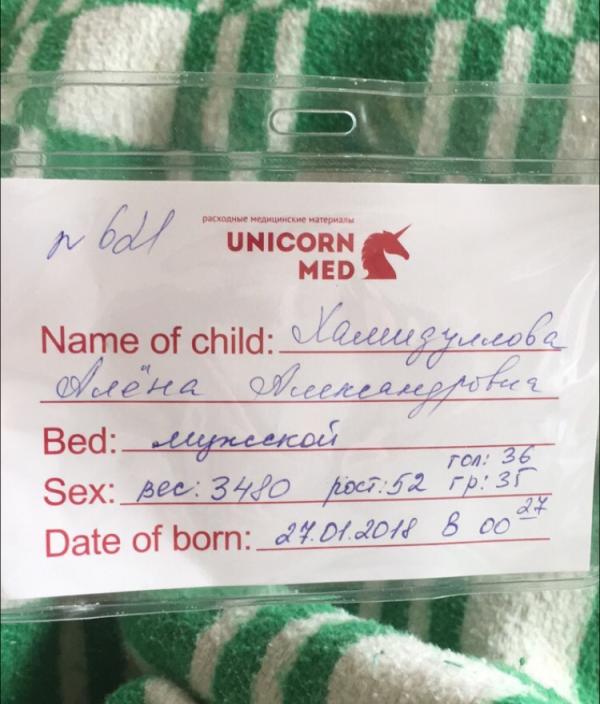 № 621
расходные медицинские материалы
UNICORN
MED
Name of child: Хамидуллова
Алёна Александровна
Bed: мужской
гол: 36
Sex: вес: 3480 рост: 52 гр: 35
Date of born: 27.01.2018 в 00 27